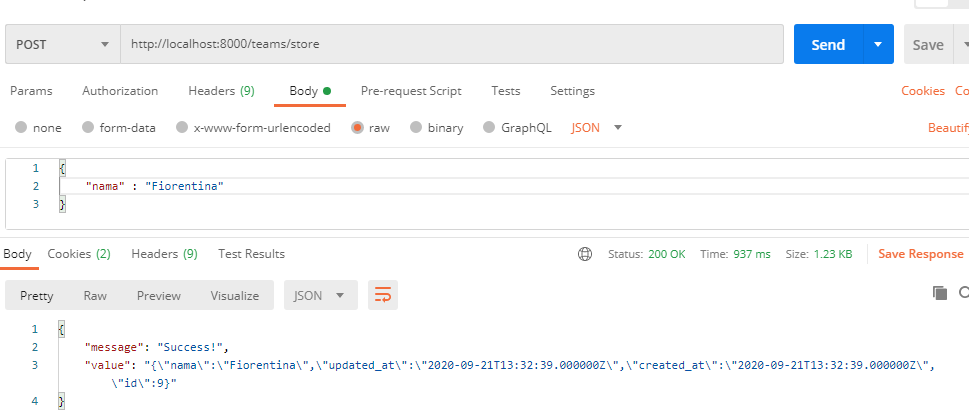 POST http://localhost:8000/teams/store Send Save
Params Authorization Headers (9) Body Pre-request Script Tests Settings Cookies Co
none form-data x-www-form-urlencoded raw binary GraphQL JSON Beautify
1 {
2 "nama" : "Fiorentina"
3 }
Body Cookies (2) Headers (9) Test Results Status: 200 OK Time: 937 ms Size: 1.23 KB Save Response
Pretty Raw Preview Visualize JSON
1 {
2 "message": "Success!",
3 "value": "{\"nama\":\"Fiorentina\",\"updated_at\":\"2020-09-21T13:32:39.000000Z\",\"created_at\":\"2020-09-21T13:32:39.000000Z\",
\"id\":9}"
4 }